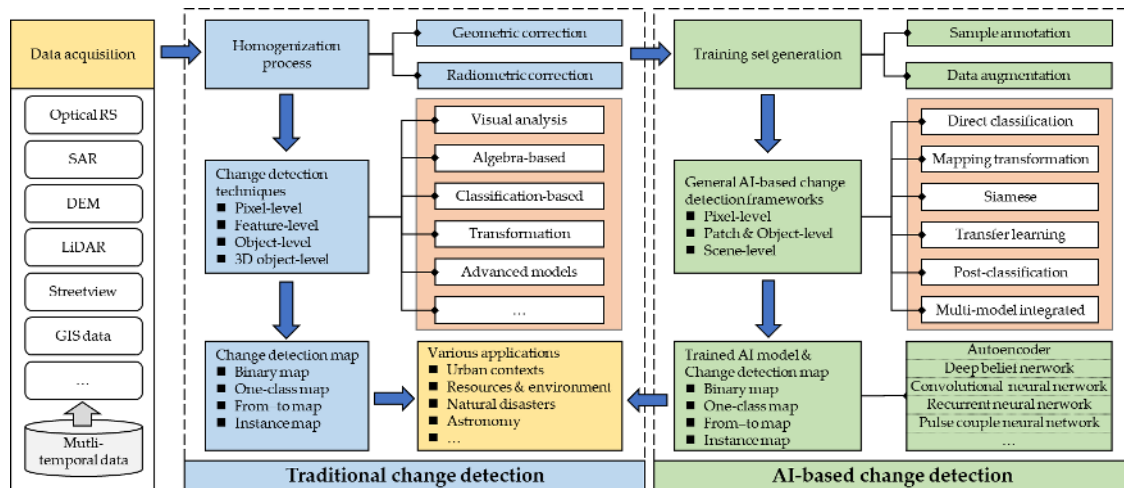 Data acquisition
Optical RS
SAR
DEM
LiDAR
Streetview
GIS data
…
Mutli-
temporal data
Homogenization
process
Geometric correction
Radiometric correction
Change detection
techniques
■ Pixel-level
■ Feature-level
■ Object-level
■ 3D object-level
Visual analysis
Algebra-based
Classification-based
Transformation
Advanced models
…
Change detection map
■ Binary map
■ One-class map
■ From–to map
■ Instance map
Various applications
■ Urban contexts
■ Resources & environment
■ Natural disasters
■ Astronomy
■ …
Traditional change detection
Training set generation
Sample annotation
Data augmentation
General AI-based change
detection frameworks
■ Pixel-level
■ Patch & Object-level
■ Scene-level
Direct classification
Mapping transformation
Siamese
Transfer learning
Post-classification
Multi-model integrated
Trained AI model &
Change detection map
■ Binary map
■ One-class map
■ From–to map
■ Instance map
Autoencoder
Deep beliei nerwork
Convolutional neural nerwork
Recurrent neural nerwork
Pulse couple neural network
…
AI-based change detection